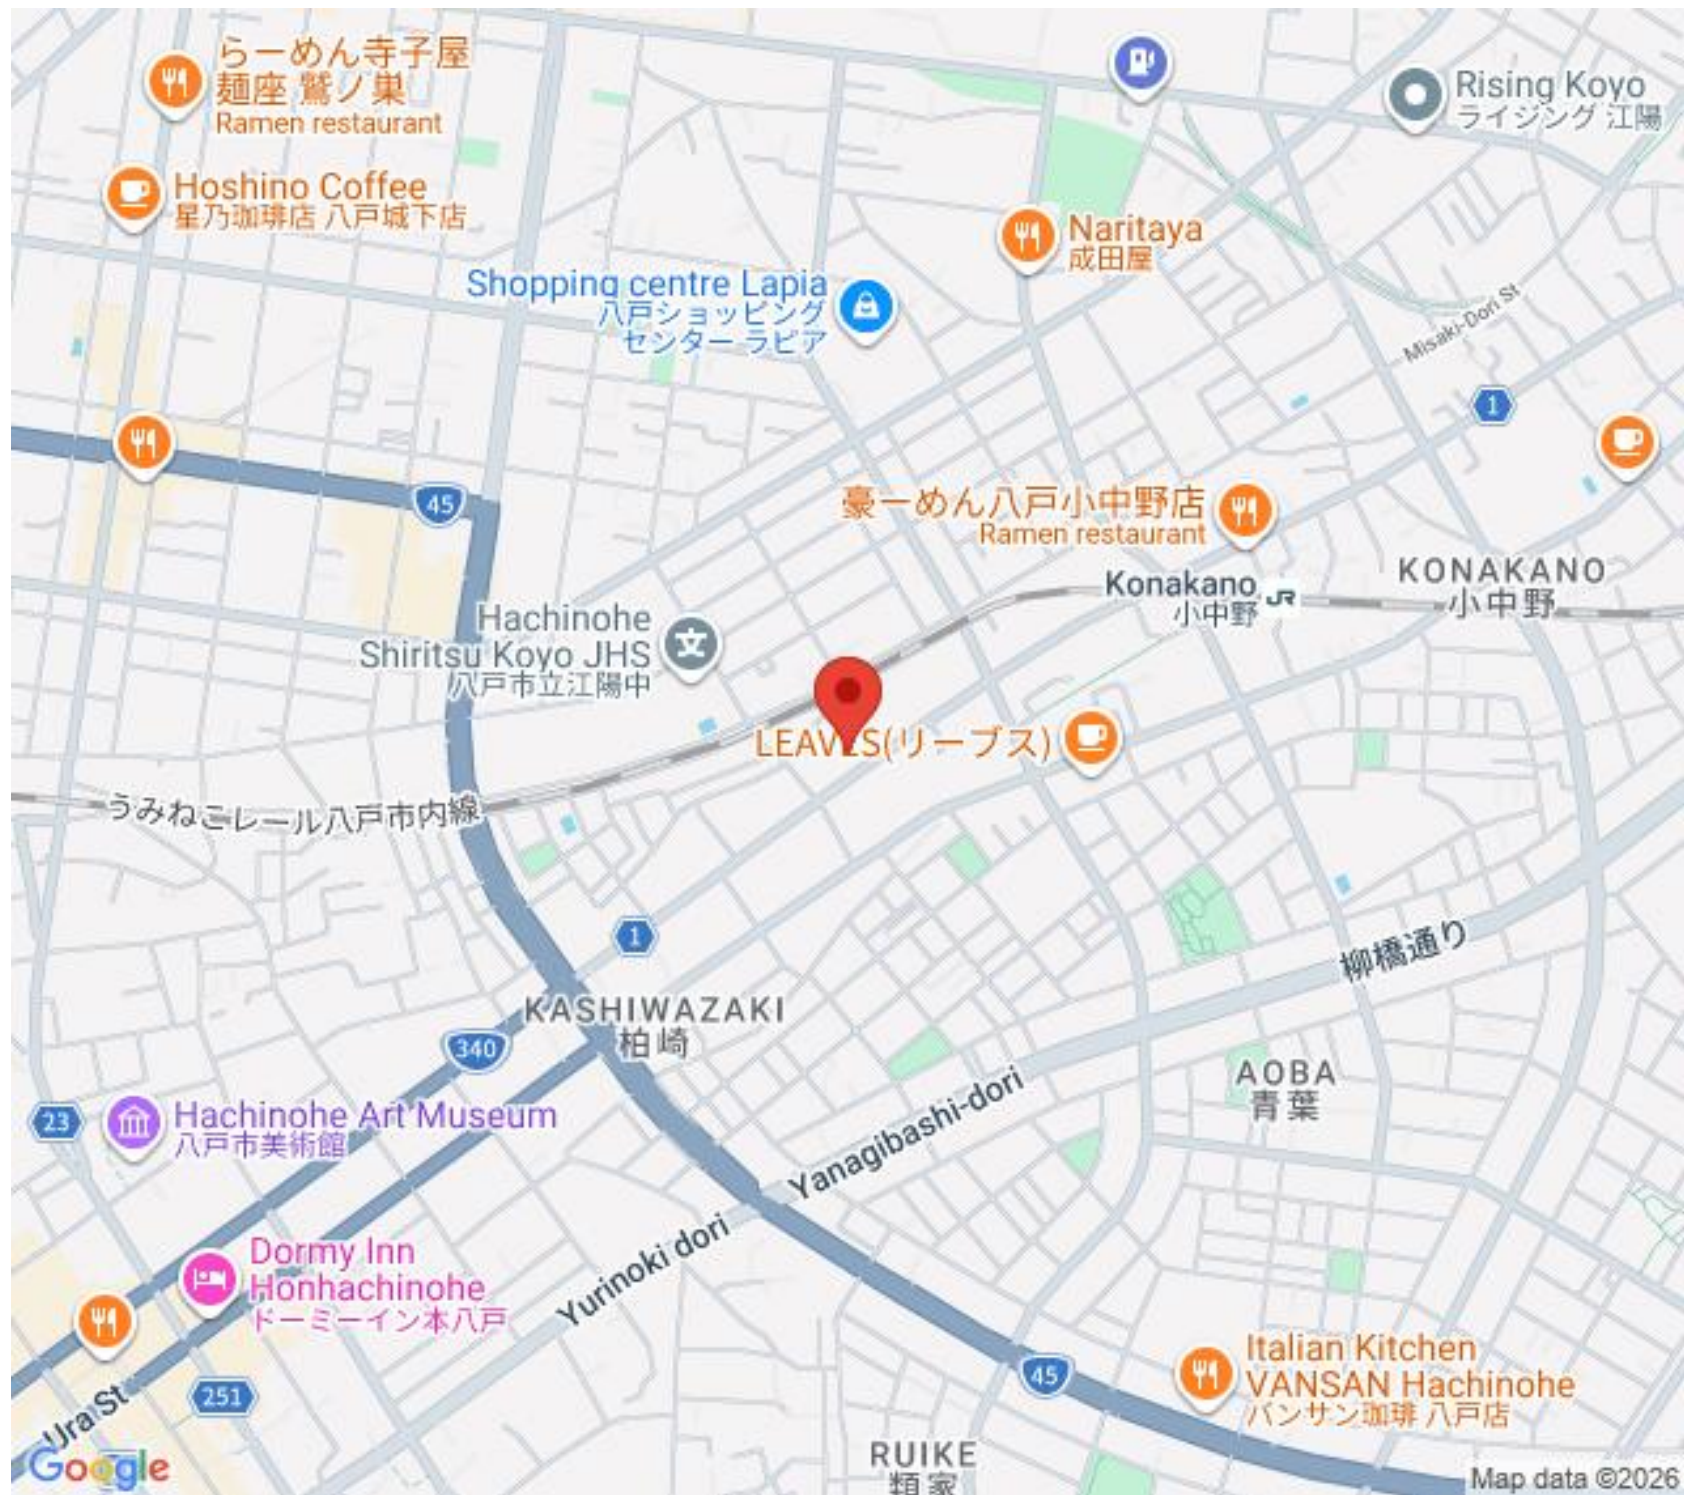 らーめん寺子屋
麺座 鷲ノ巣
Ramen restaurant
Rising Koyo
ライジング 江陽
Hoshino Coffee
星乃珈琲店 八戸城下店
Naritaya
成田屋
Shopping centre Lapia
八戸ショッピング
センター ラピア
Misaki-Dori St
1
45
豪ーめん八戸小中野店
Ramen restaurant
Konakano
小中野
JR
KONAKANO
小中野
Hachinohe
Shiritsu Koyo JHS
八戸市立江陽中
文
LEAVES(リーブス)
うみねこレール八戸市内線
1
柳橋通り
KASHIWAZAKI
柏崎
340
AOBA
青葉
23
Hachinohe Art Museum
八戸市美術館
Yanagibashi-dori
Yurinoki dori
Dormy Inn
Honhachinohe
ドーミーイン本八戸
Italian Kitchen
VANSAN Hachinohe
バンサン珈琲 八戸店
45
251
Ura St
RUIKE
類家
Google
Map data ©2026